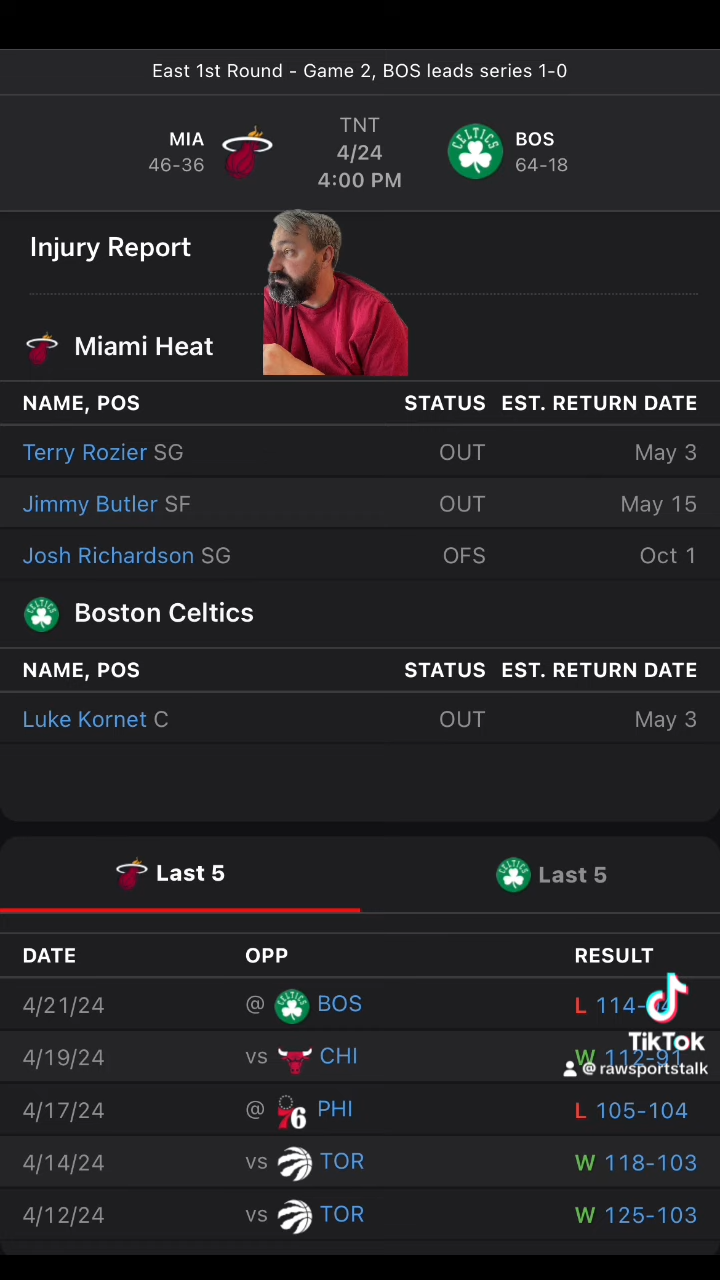 East 1st Round - Game 2, BOS leads series 1-0
MIA
46-36
TNT
4/24
4:00 PM
CELTICS
BOS
64-18
Injury Report
Miami Heat
NAME, POS STATUS EST. RETURN DATE
Terry Rozier SG OUT May 3
Jimmy Butler SF OUT May 15
Josh Richardson SG OFS Oct 1
Boston Celtics
NAME, POS STATUS EST. RETURN DATE
Luke Kornet C OUT May 3
Last 5 Last 5
DATE OPP RESULT
4/21/24 @ BOS L 114-
4/19/24 vs CHI W 112-91
TikTok
@rawsportstalk
4/17/24 @ 76 PHI L 105-104
4/14/24 vs TOR W 118-103
4/12/24 vs TOR W 125-103